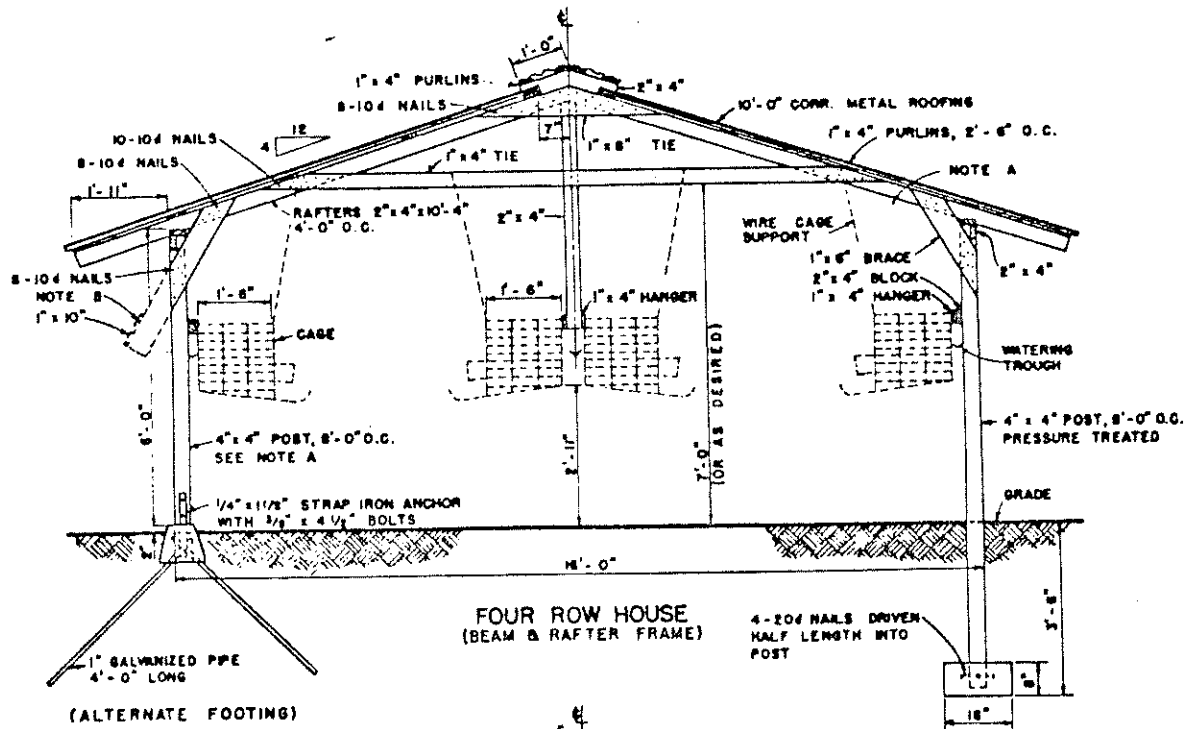 1'-0"
1" x 4" PURLINS
8-10d NAILS
2" x 4"
10'-0" CORR. METAL ROOFING
10-10d NAILS
8-10d NAILS
12
4
7"
1" x 4" PURLINS, 2'-6" O.C.
1" x 4" TIE
1" x 8" TIE
NOTE A
1'-11"
RAFTERS 2" x 4" x 10'-4"
4'-0" O.C.
2" x 4"
WIRE CAGE
SUPPORT
1" x 6" BRACE
2" x 4" BLOCK
1" x 4" HANGER
2" x 4"
8-10d NAILS
NOTE B
1" x 10"
1'-6"
CAGE
1'-6"
1" x 4" HANGER
WATERING
TROUGH
6'-0"
4" x 4" POST, 8'-0" O.C.
SEE NOTE A
2'-11"
7'-0"
(OR AS DESIRED)
4" x 4" POST, 8'-0" O.C.
PRESSURE TREATED
1/4" x 1 1/2" STRAP IRON ANCHOR
WITH 3/8" x 4 1/2" BOLTS
GRADE
16'-0"
FOUR ROW HOUSE
(BEAM & RAFTER FRAME)
4-20d NAILS DRIVEN
HALF LENGTH INTO
POST
3'-6"
8"
16"
1" GALVANIZED PIPE
4'-0" LONG
(ALTERNATE FOOTING)